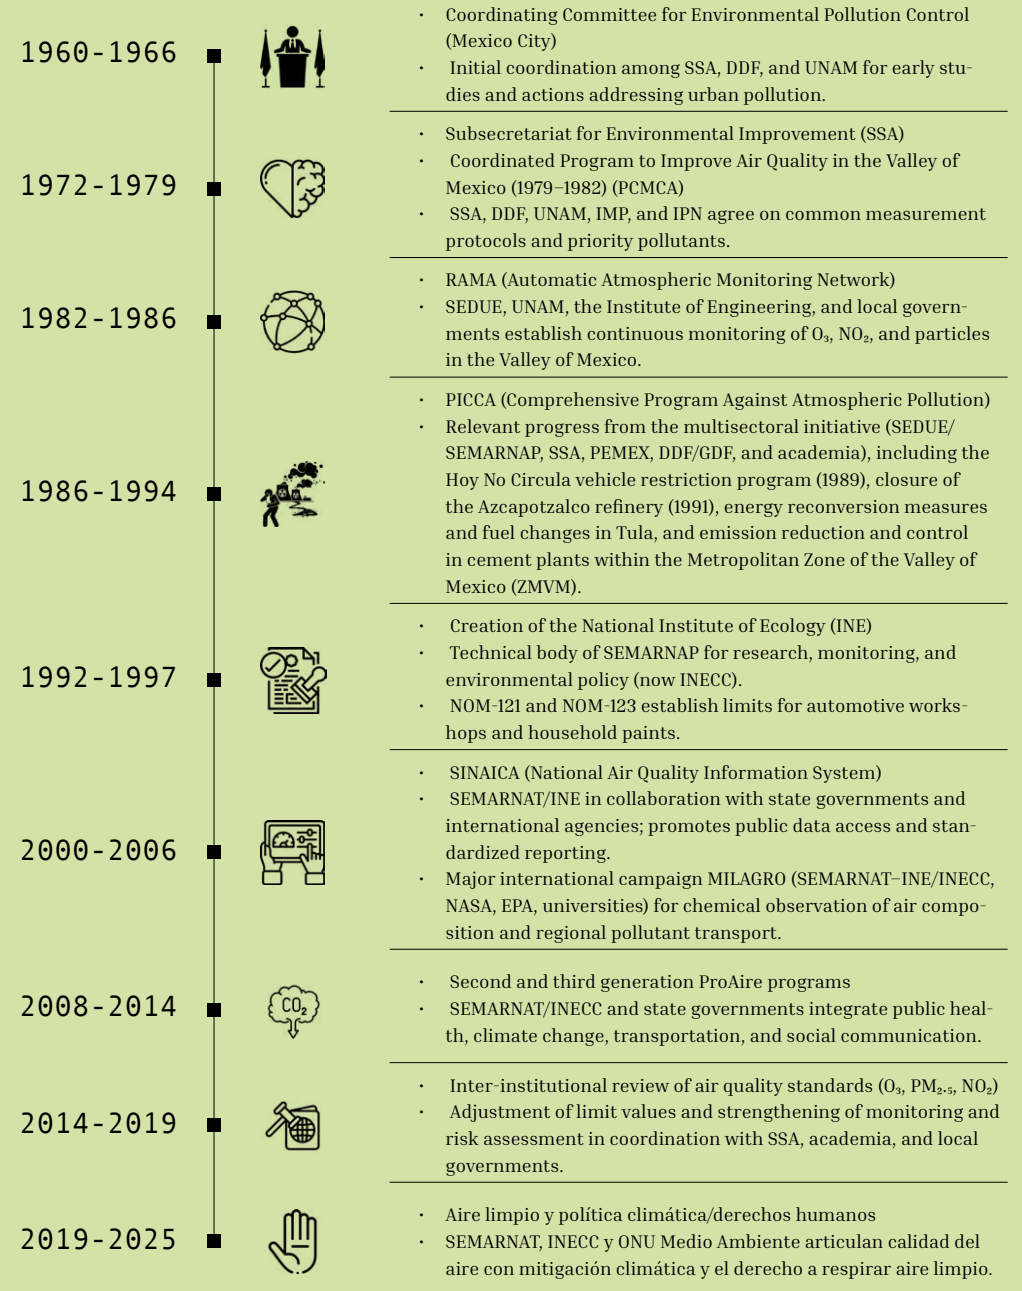 1960-1966
• Coordinating Committee for Environmental Pollution Control
(Mexico City)
• Initial coordination among SSA, DDF, and UNAM for early stu-
dies and actions addressing urban pollution.
1972-1979
• Subsecretariat for Environmental Improvement (SSA)
• Coordinated Program to Improve Air Quality in the Valley of
Mexico (1979–1982) (PCMCA)
• SSA, DDF, UNAM, IMP, and IPN agree on common measurement
protocols and priority pollutants.
1982-1986
• RAMA (Automatic Atmospheric Monitoring Network)
• SEDUE, UNAM, the Institute of Engineering, and local govern-
ments establish continuous monitoring of O₃, NO₂, and particles
in the Valley of Mexico.
1986-1994
• PICCA (Comprehensive Program Against Atmospheric Pollution)
• Relevant progress from the multisectoral initiative (SEDUE/
SEMARNAP, SSA, PEMEX, DDF/GDF, and academia), including the
Hoy No Circula vehicle restriction program (1989), closure of
the Azcapotzalco refinery (1991), energy reconversion measures
and fuel changes in Tula, and emission reduction and control
in cement plants within the Metropolitan Zone of the Valley of
Mexico (ZMVM).
1992-1997
• Creation of the National Institute of Ecology (INE)
• Technical body of SEMARNAP for research, monitoring, and
environmental policy (now INECC).
• NOM-121 and NOM-123 establish limits for automotive works-
hops and household paints.
2000-2006
• SINAICA (National Air Quality Information System)
• SEMARNAT/INE in collaboration with state governments and
international agencies; promotes public data access and stan-
dardized reporting.
• Major international campaign MILAGRO (SEMARNAT–INE/INECC,
NASA, EPA, universities) for chemical observation of air compo-
sition and regional pollutant transport.
2008-2014
CO₂
• Second and third generation ProAire programs
• SEMARNAT/INECC and state governments integrate public heal-
th, climate change, transportation, and social communication.
2014-2019
• Inter-institutional review of air quality standards (O₃, PM₂.₅, NO₂)
• Adjustment of limit values and strengthening of monitoring and
risk assessment in coordination with SSA, academia, and local
governments.
2019-2025
• Aire limpio y política climática/derechos humanos
• SEMARNAT, INECC y ONU Medio Ambiente articulan calidad del
aire con mitigación climática y el derecho a respirar aire limpio.